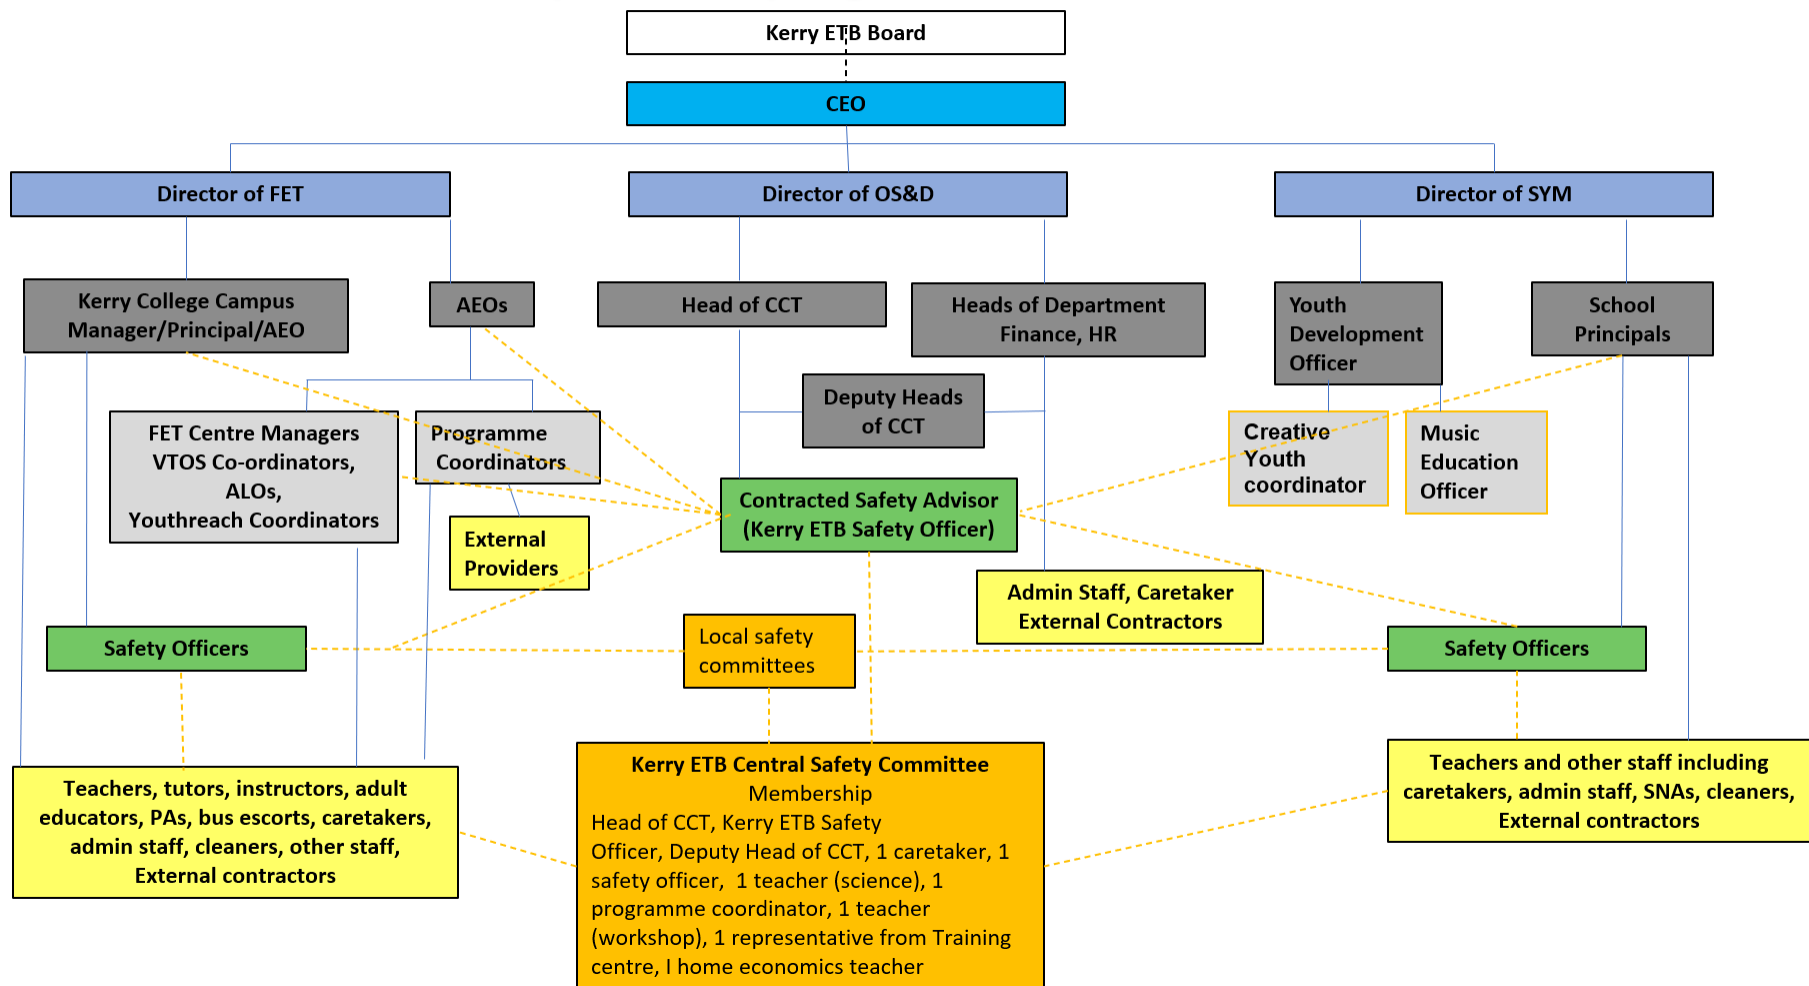 Kerry ETB Board
CEO
Director of FET
Director of OS&D
Director of SYM
Kerry College Campus
Manager/Principal/AEO
AEOs
Head of CCT
Heads of Department
Finance, HR
Youth
Development
Officer
School
Principals
Deputy Heads
of CCT
FET Centre Managers
VTOS Co-ordinators,
ALOs,
Youthreach Coordinators
Programme
Coordinators
Creative
Youth
coordinator
Music
Education
Officer
Contracted Safety Advisor
(Kerry ETB Safety Officer)
External
Providers
Admin Staff, Caretaker
External Contractors
Safety Officers
Local safety
committees
Safety Officers
Teachers, tutors, instructors, adult
educators, PAs, bus escorts, caretakers,
admin staff, cleaners, other staff,
External contractors
Kerry ETB Central Safety Committee
Membership
Head of CCT, Kerry ETB Safety
Officer, Deputy Head of CCT, 1 caretaker, 1
safety officer,  1 teacher (science), 1
programme coordinator, 1 teacher
(workshop), 1 representative from Training
centre, I home economics teacher
Teachers and other staff including
caretakers, admin staff, SNAs, cleaners,
External contractors